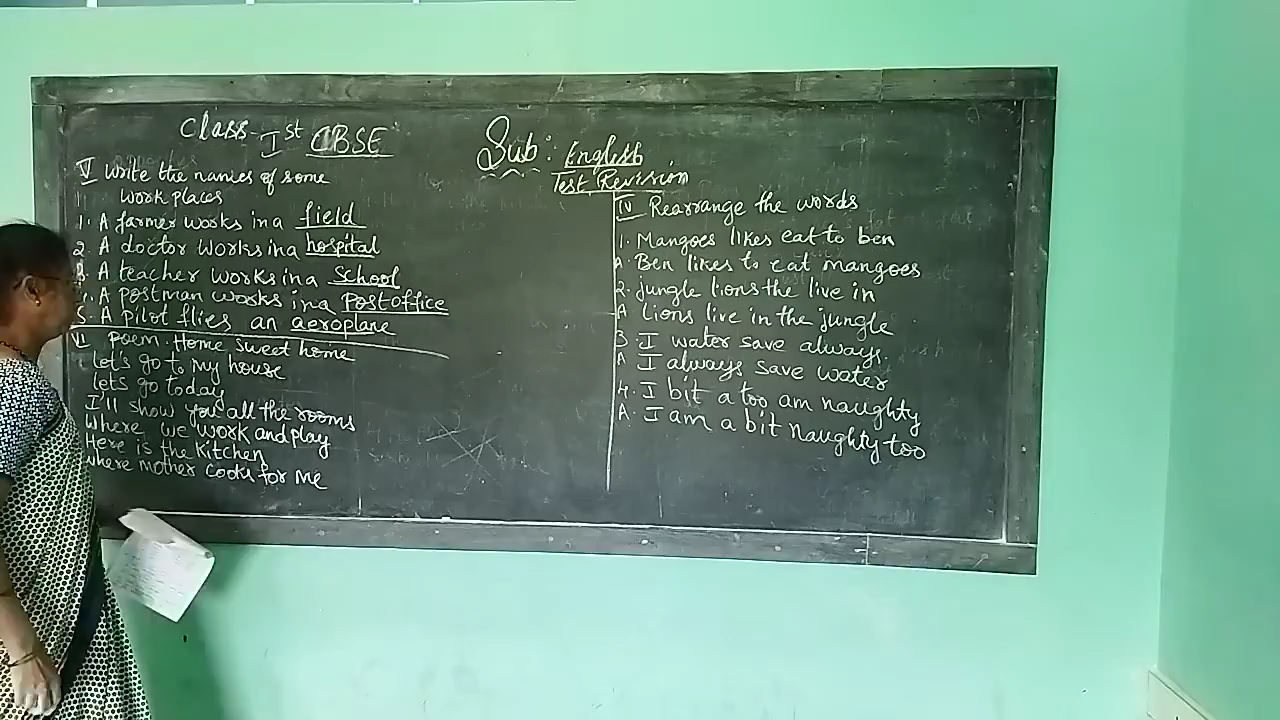 Class - Ist CBSE
Sub: English
Test Revision
V Write the names of some
work places
1. A farmer works in a field
2. A doctor works in a hospital
3. A teacher works in a School
A postman works in a Postoffice
5. A Pilot flies an aeroplane
VI Poem. Home Sweet home
Let's go to my house
lets go today
I'll show you all the rooms
Where we work and play
Here is the Kitchen
where mother cooks for me
IV Rearrange the words
1. Mangoes likes eat to ben
A. Ben likes to eat mangoes
2. Jungle lions the live in
A Lions live in the jungle
3 I water save always.
A I always save water
4. I bit a too am naughty
A. I am a bit naughty too